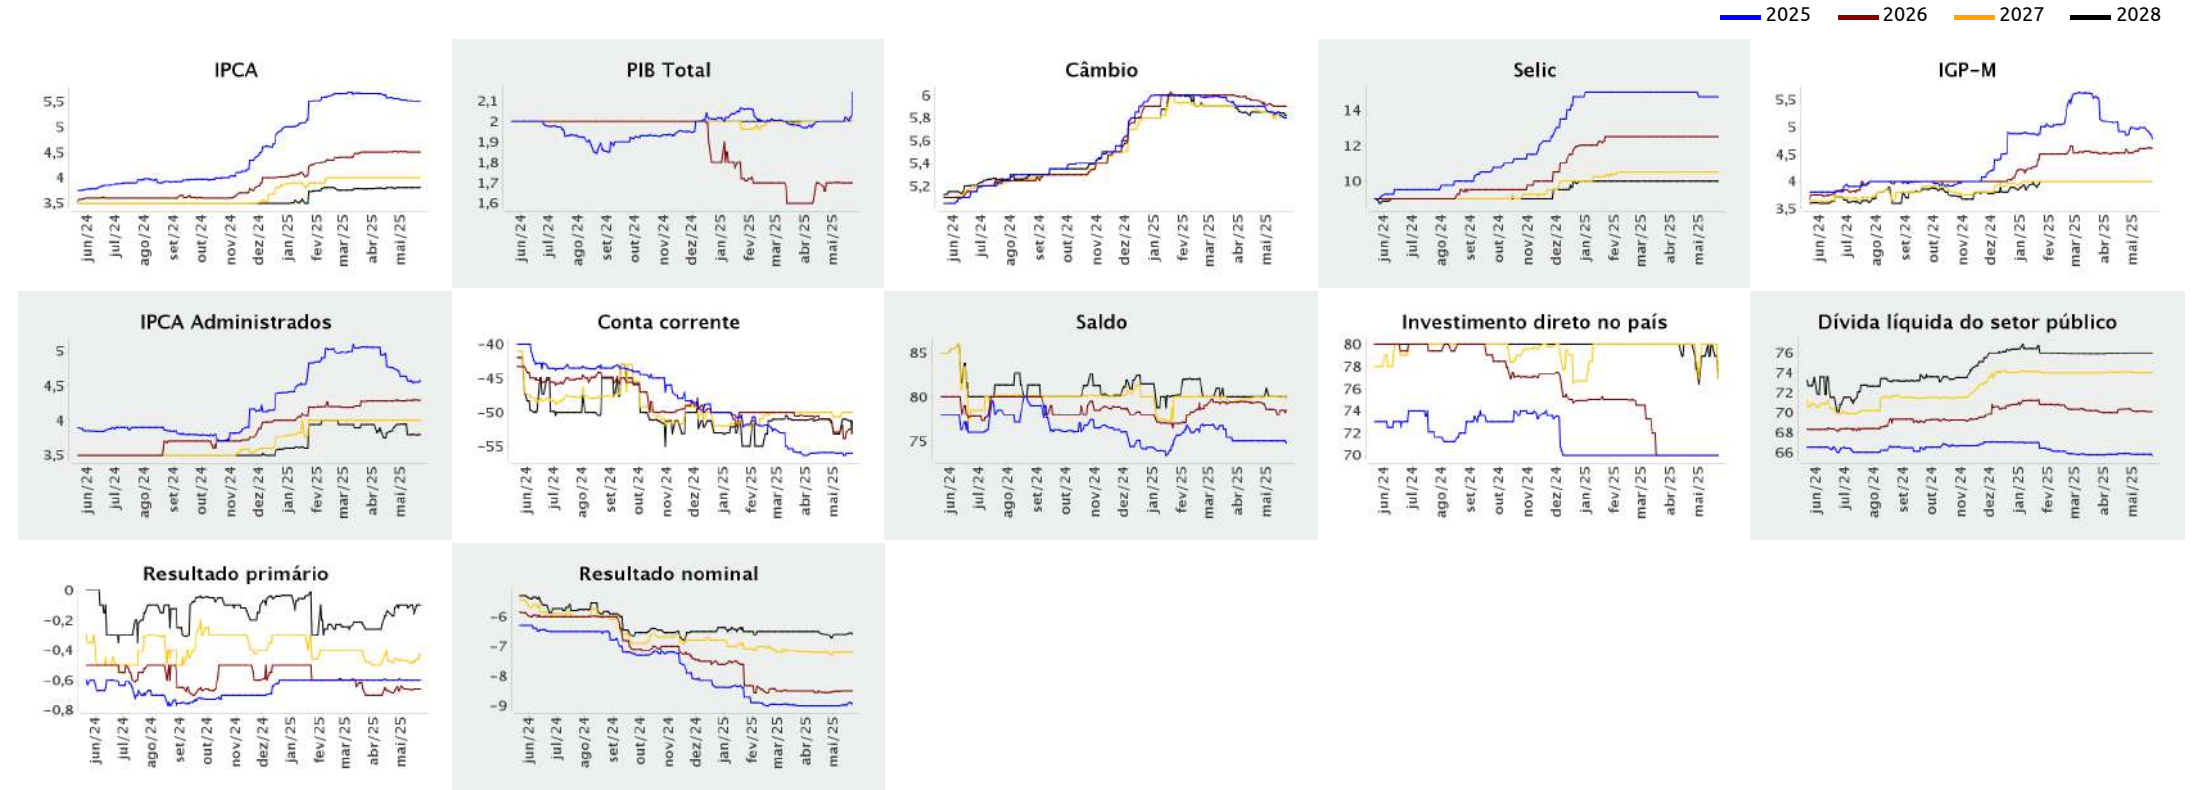 2025 2026 2027 2028
IPCA
5,5
5
4,5
4
3,5
jun/24 jul/24 ago/24 set/24 out/24 nov/24 dez/24 jan/25 fev/25 mar/25 abr/25 mai/25
PIB Total
2,1
2
1,9
1,8
1,7
1,6
jun/24 jul/24 ago/24 set/24 out/24 nov/24 dez/24 jan/25 fev/25 mar/25 abr/25 mai/25
Câmbio
6
5,8
5,6
5,4
5,2
jun/24 jul/24 ago/24 set/24 out/24 nov/24 dez/24 jan/25 fev/25 mar/25 abr/25 mai/25
Selic
14
12
10
jun/24 jul/24 ago/24 set/24 out/24 nov/24 dez/24 jan/25 fev/25 mar/25 abr/25 mai/25
IGP-M
5,5
5
4,5
4
3,5
jun/24 jul/24 ago/24 set/24 out/24 nov/24 dez/24 jan/25 fev/25 mar/25 abr/25 mai/25
IPCA Administrados
5
4,5
4
3,5
jun/24 jul/24 ago/24 set/24 out/24 nov/24 dez/24 jan/25 fev/25 mar/25 abr/25 mai/25
Conta corrente
-40
-45
-50
-55
jun/24 jul/24 ago/24 set/24 out/24 nov/24 dez/24 jan/25 fev/25 mar/25 abr/25 mai/25
Saldo
85
80
75
jun/24 jul/24 ago/24 set/24 out/24 nov/24 dez/24 jan/25 fev/25 mar/25 abr/25 mai/25
Investimento direto no país
80
78
76
74
72
70
jun/24 jul/24 ago/24 set/24 out/24 nov/24 dez/24 jan/25 fev/25 mar/25 abr/25 mai/25
Dívida líquida do setor público
76
74
72
70
68
66
jun/24 jul/24 ago/24 set/24 out/24 nov/24 dez/24 jan/25 fev/25 mar/25 abr/25 mai/25
Resultado primário
0
-0,2
-0,4
-0,6
-0,8
jun/24 jul/24 ago/24 set/24 out/24 nov/24 dez/24 jan/25 fev/25 mar/25 abr/25 mai/25
Resultado nominal
-6
-7
-8
-9
jun/24 jul/24 ago/24 set/24 out/24 nov/24 dez/24 jan/25 fev/25 mar/25 abr/25 mai/25